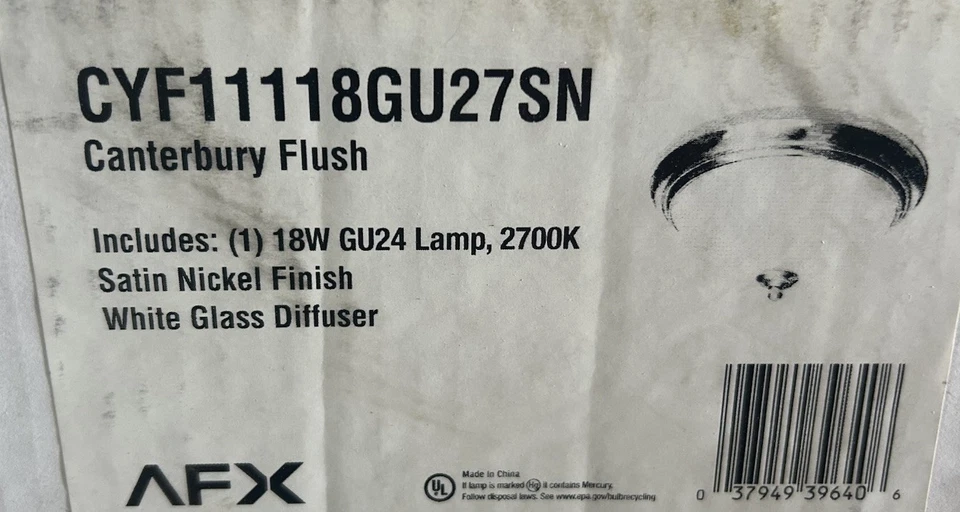 CYF11118GU27SN
Canterbury Flush
Includes: (1) 18W GU24 Lamp, 2700K
Satin Nickel Finish
White Glass Diffuser
AFX
UL
Made in China
If lamp is marked Hg it contains Mercury.
Follow disposal laws. See www.epa.gov/bulbrecycling
0 37949 39640 6